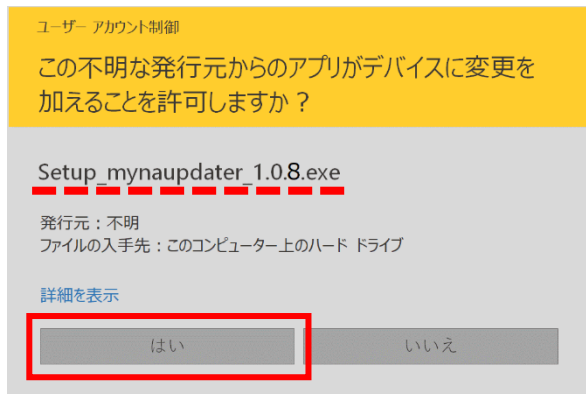 ユーザー アカウント制御
この不明な発行元からのアプリがデバイスに変更を
加えることを許可しますか？
Setup_mynaupdater_1.0.8.exe
発行元：不明
ファイルの入手先：このコンピューター上のハード ドライブ
詳細を表示
はい
いいえ